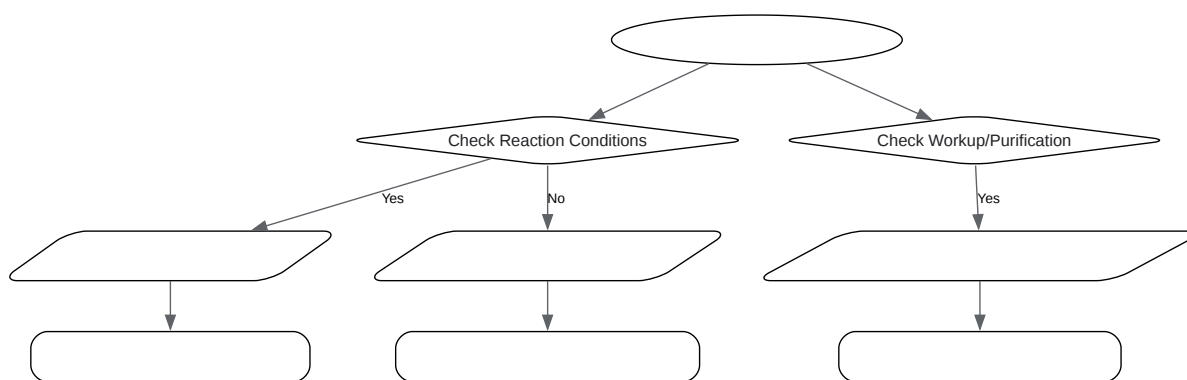 Check Reaction Conditions
Check Workup/Purification
Yes
No
Yes